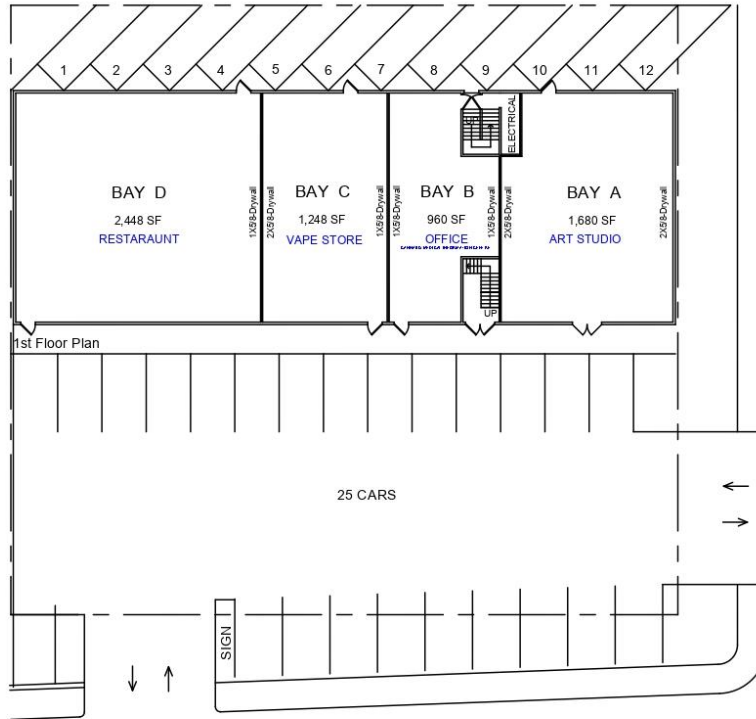 1 2 3 4 5 6 7 8 9 10 11 12
UP
ELECTRICAL
BAY D
2,448 SF
RESTARAUNT
1X5/8-Drywall
2X5/8-Drywall
BAY C
1,248 SF
VAPE STORE
1X5/8-Drywall
1X5/8-Drywall
BAY B
960 SF
OFFICE
1X5/8-Drywall
2X5/8-Drywall
BAY A
1,680 SF
ART STUDIO
2X5/8-Drywall
UP
1st Floor Plan
25 CARS
SIGN